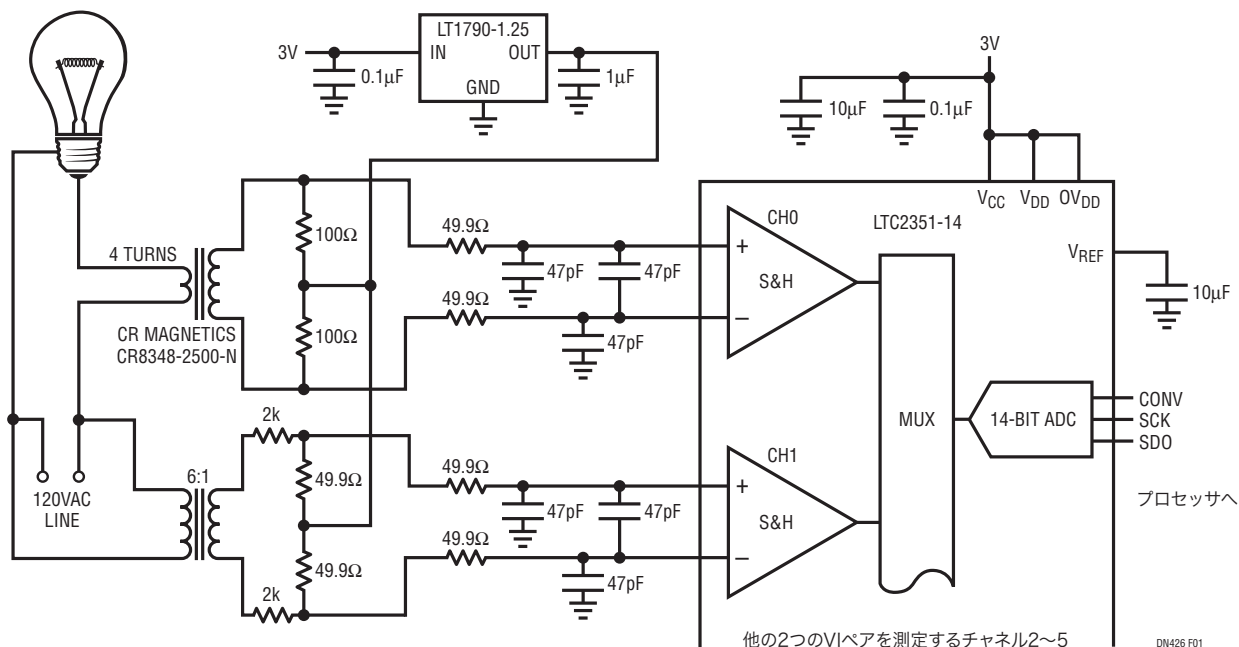 LT1790-1.25
3V
IN
OUT
GND
0.1µF
1µF
3V
10µF
0.1µF
VCC
VDD
OVDD
LTC2351-14
VREF
10µF
4 TURNS
CR MAGNETICS
CR8348-2500-N
100Ω
100Ω
49.9Ω
49.9Ω
47pF
47pF
47pF
CH0
+
S&H
–
MUX
14-BIT ADC
CONV
SCK
SDO
プロセッサへ
120VAC
LINE
6:1
2k
49.9Ω
49.9Ω
2k
49.9Ω
49.9Ω
47pF
47pF
47pF
CH1
+
S&H
–
他の2つのVIペアを測定するチャネル2〜5
DN426 F01